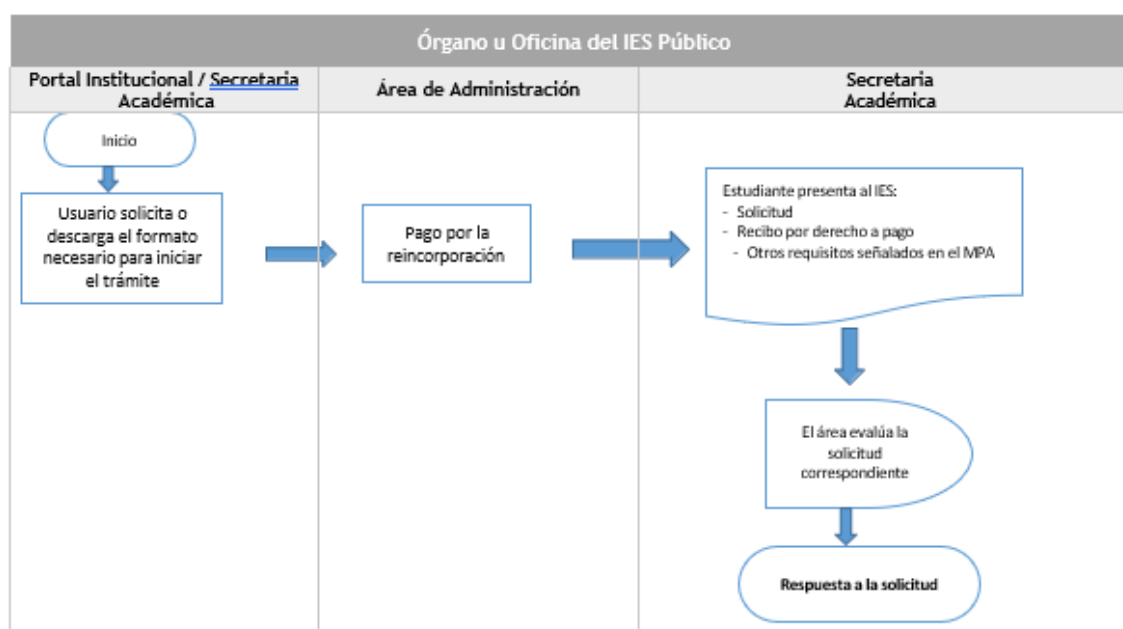 Órgano u Oficina del IES Público
Portal Institucional / Secretaria
Académica
Área de Administración
Secretaria
Académica
Inicio
Usuario solicita o
descarga el formato
necesario para iniciar
el trámite
Pago por la
reincorporación
Estudiante presenta al IES:
- Solicitud
- Recibo por derecho a pago
- Otros requisitos señalados en el MPA
El área evalúa la
solicitud
correspondiente
Respuesta a la solicitud